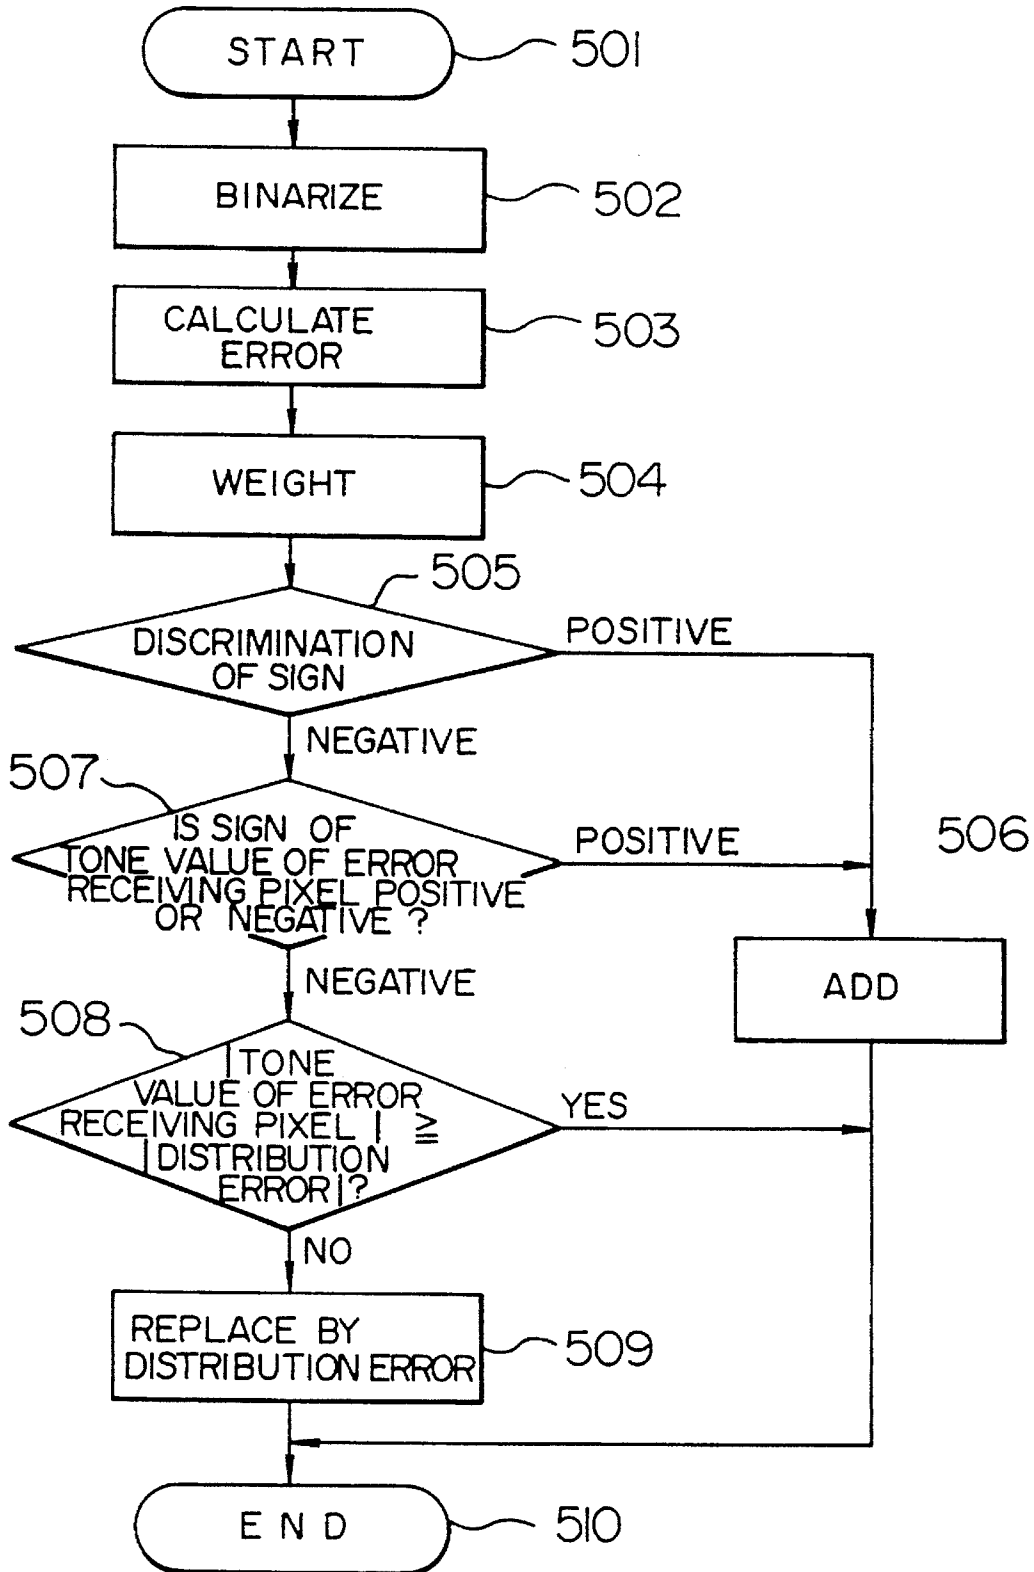 START
501
BINARIZE
502
CALCULATE
ERROR
503
WEIGHT
504
505
DISCRIMINATION
OF SIGN
POSITIVE
NEGATIVE
507
IS SIGN OF
TONE VALUE OF ERROR
RECEIVING PIXEL POSITIVE
OR NEGATIVE ?
POSITIVE
506
ADD
NEGATIVE
508
|TONE
VALUE OF ERROR
RECEIVING PIXEL | ≧
|DISTRIBUTION
ERROR|?
YES
NO
REPLACE BY
DISTRIBUTION ERROR
509
END
510